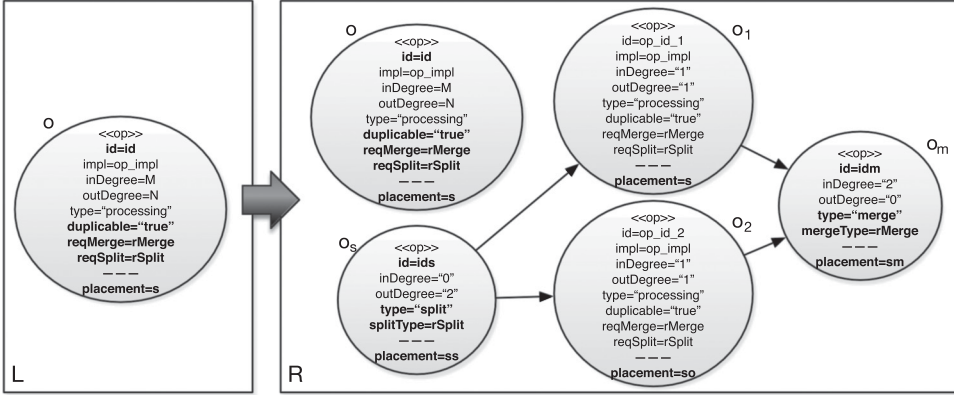 O
<<op>>
id=id
impl=op_impl
inDegree=M
outDegree=N
type=“processing”
duplicable=“true”
reqMerge=rMerge
reqSplit=rSplit
– – –
placement=s
L
O
<<op>>
id=id
impl=op_impl
inDegree=M
outDegree=N
type=“processing”
duplicable=“true”
reqMerge=rMerge
reqSplit=rSplit
– – –
placement=s
Os
<<op>>
id=ids
inDegree=“0”
outDegree=“2”
type=“split”
splitType=rSplit
– – –
placement=ss
O1
<<op>>
id=op_id_1
impl=op_impl
inDegree=“1”
outDegree=“1”
type=“processing”
duplicable=“true”
reqMerge=rMerge
reqSplit=rSplit
– – –
placement=s
O2
<<op>>
id=op_id_2
impl=op_impl
inDegree=“1”
outDegree=“1”
type=“processing”
duplicable=“true”
reqMerge=rMerge
reqSplit=rSplit
– – –
placement=so
Om
<<op>>
id=idm
inDegree=“2”
outDegree=“0”
type=“merge”
mergeType=rMerge
– – –
placement=sm
R